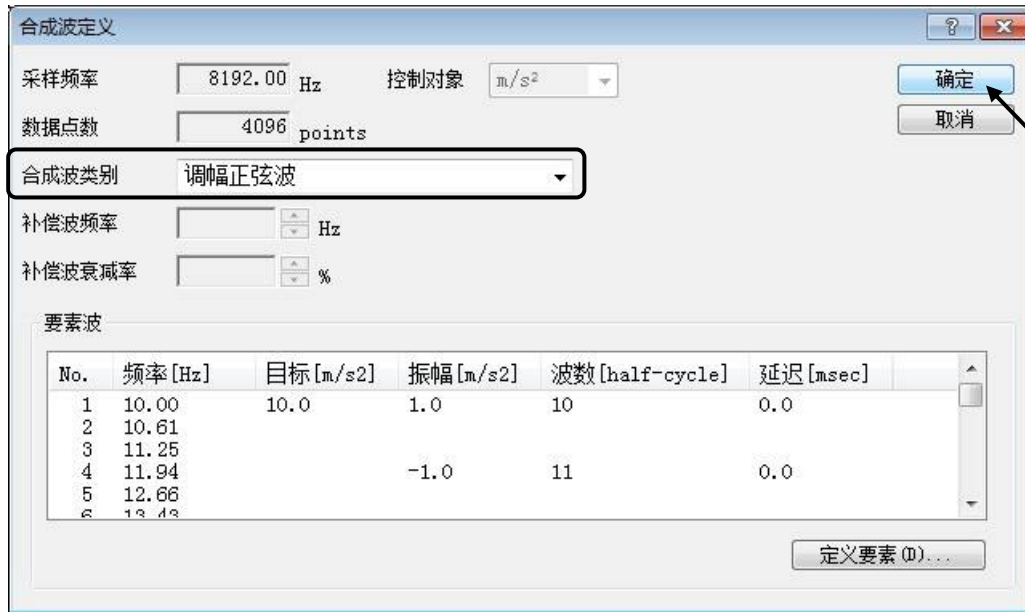 合成波定义
采样频率 8192.00 Hz 控制对象 m/s² 确定
数据点数 4096 points 取消
合成波类别 调幅正弦波
补偿波频率 Hz
补偿波衰减率 %
要素波
No. 频率[Hz] 目标[m/s2] 振幅[m/s2] 波数[half-cycle] 延迟[msec]
1 10.00 10.0 1.0 10 0.0
2 10.61
3 11.25
4 11.94 -1.0 11 0.0
5 12.66
6 13.43
定义要素(D)...